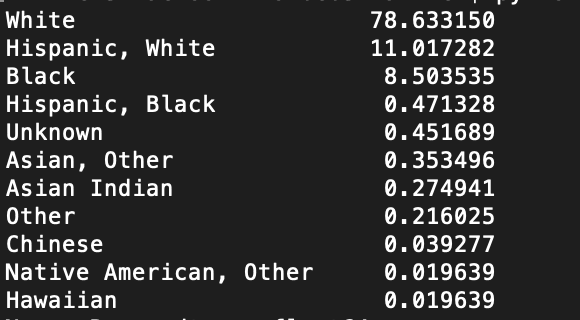 White 78.633150
Hispanic, White 11.017282
Black 8.503535
Hispanic, Black 0.471328
Unknown 0.451689
Asian, Other 0.353496
Asian Indian 0.274941
Other 0.216025
Chinese 0.039277
Native American, Other 0.019639
Hawaiian 0.019639